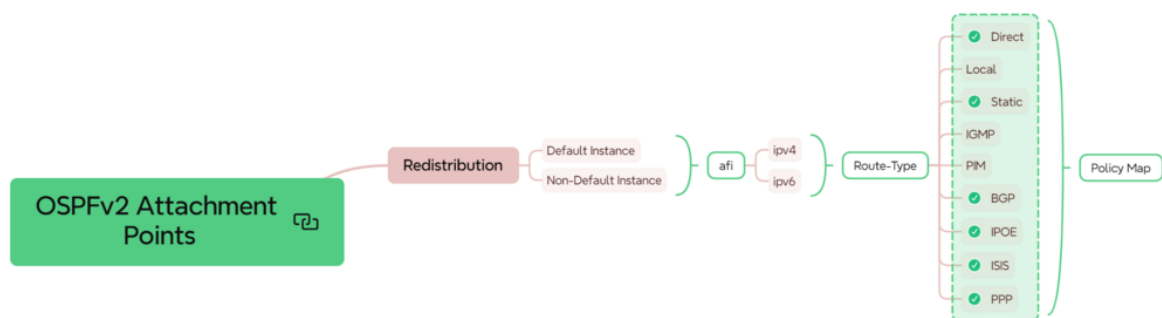 OSPFv2 Attachment
Points
Redistribution
Default Instance
Non-Default Instance
afi
ipv4
ipv6
Route-Type
Direct
Local
Static
IGMP
PIM
BGP
IPOE
ISIS
PPP
Policy Map